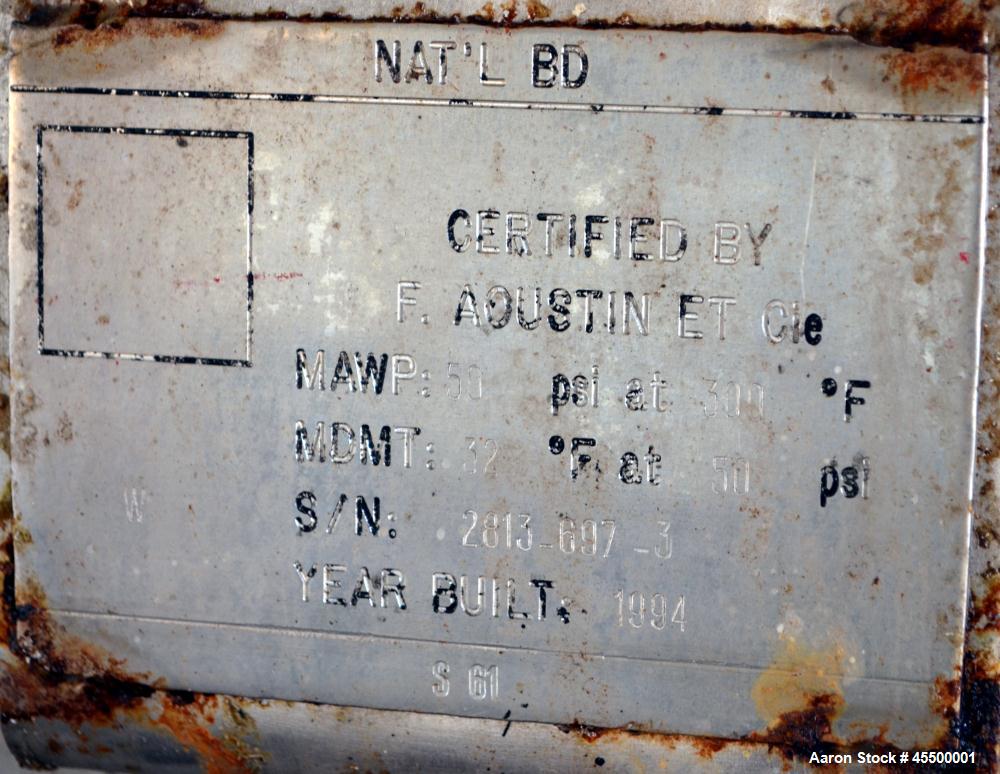 NAT'L BD
CERTIFIED BY
F. AOUSTIN ET Cie
MAWP: 50 psi at 300 °F
MDMT: 32 °F at 50 psi
W
S/N: 2813-697-3
YEAR BUILT: 1994
S 61
Aaron Stock # 45500001